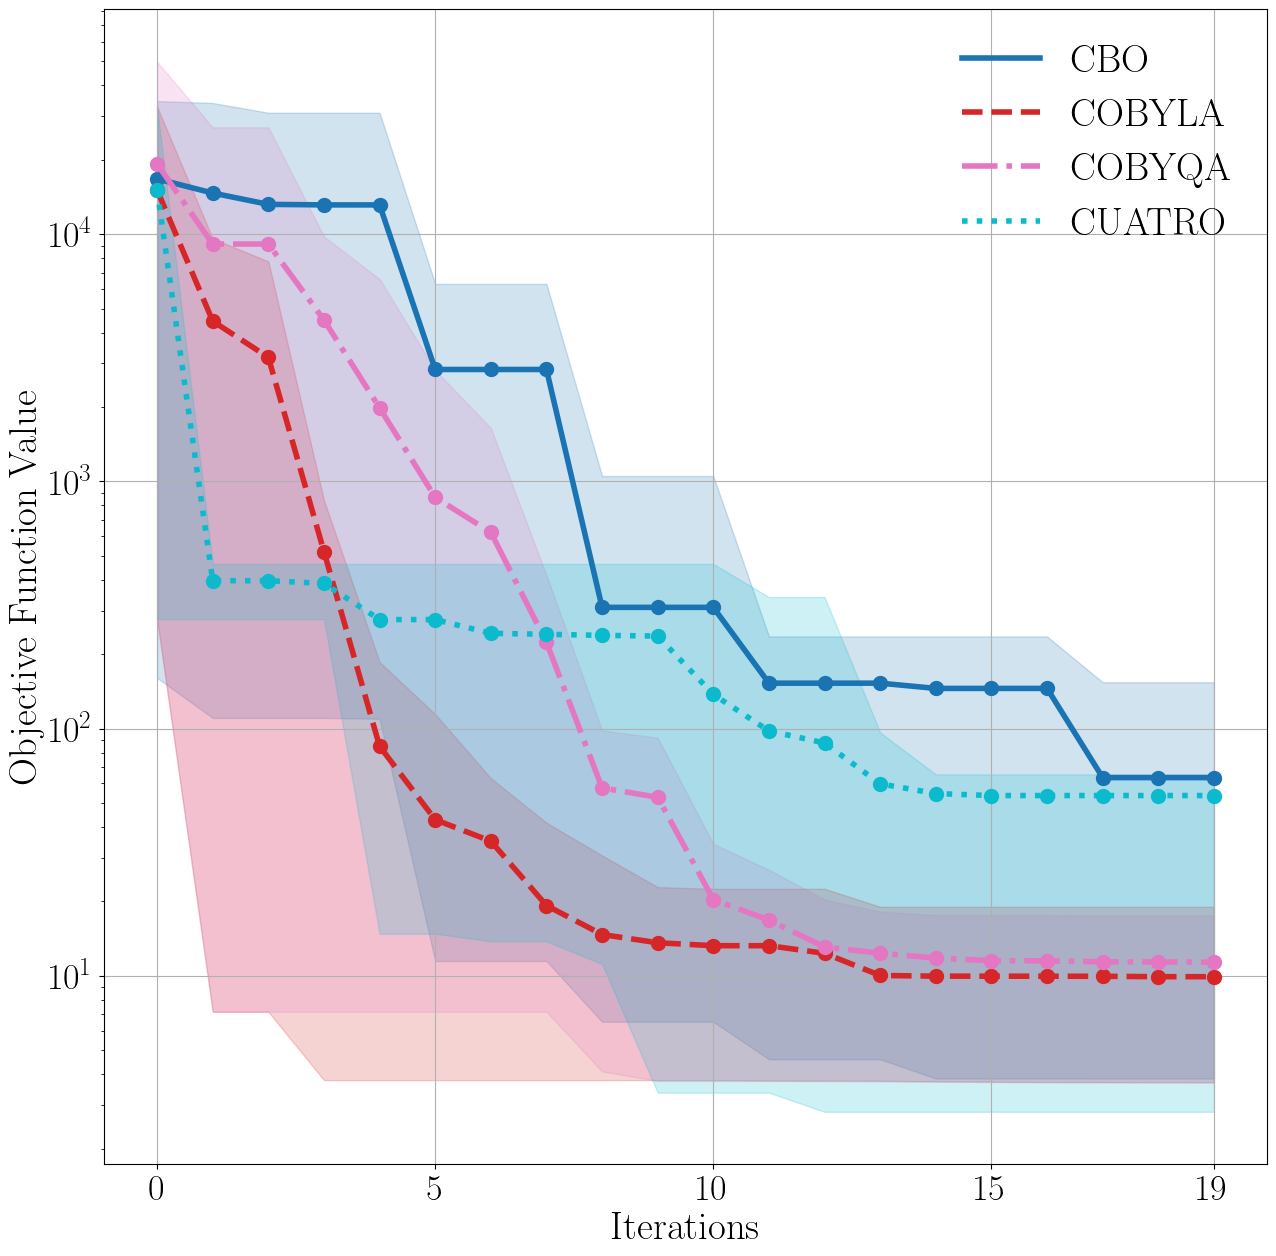 CBO
COBYLA
COBYQA
CUATRO
Objective Function Value
10^4
10^3
10^2
10^1
0 5 10 15 19
Iterations